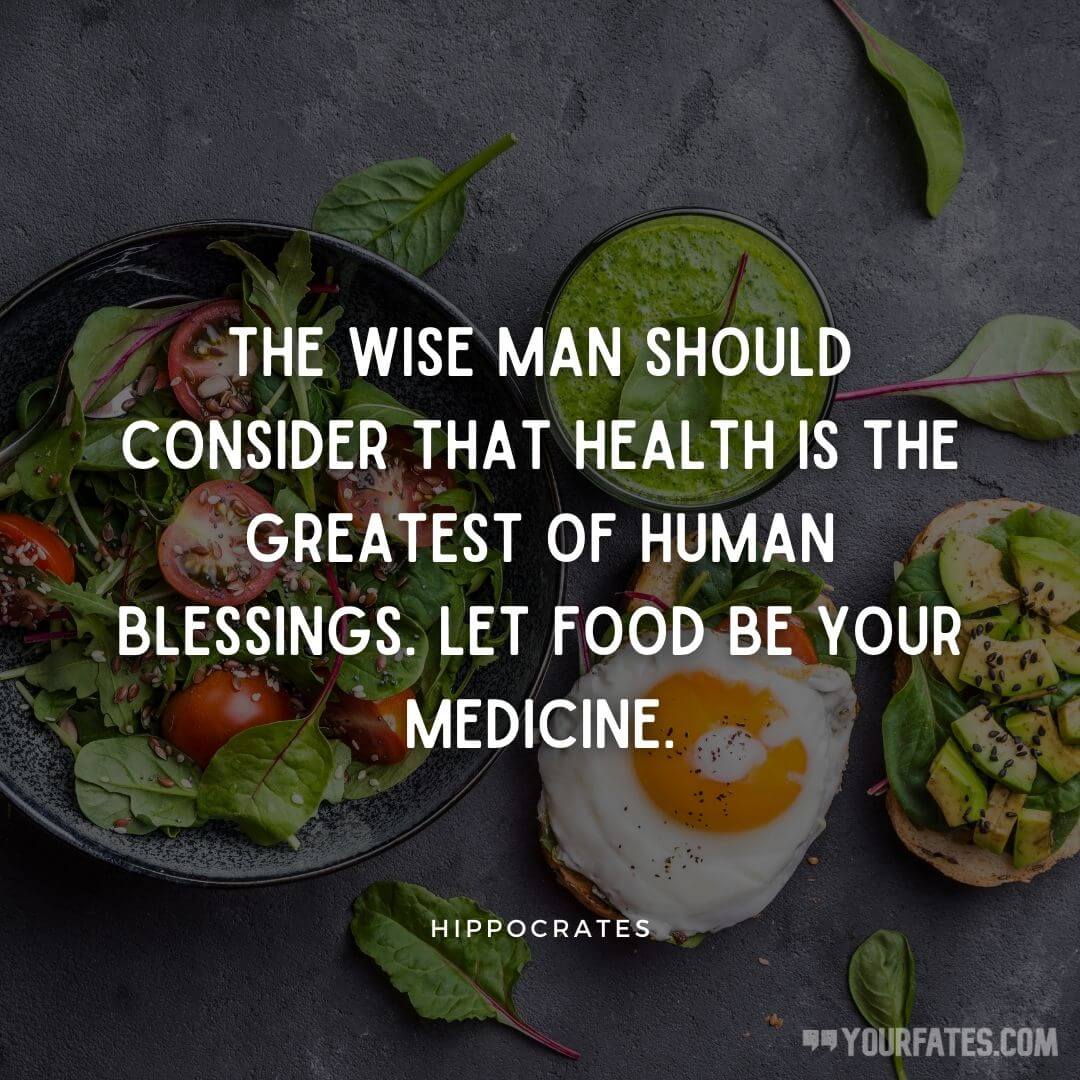 THE WISE MAN SHOULD
CONSIDER THAT HEALTH IS THE
GREATEST OF HUMAN
BLESSINGS. LET FOOD BE YOUR
MEDICINE.
HIPPOCRATES
YOURFATES.COM